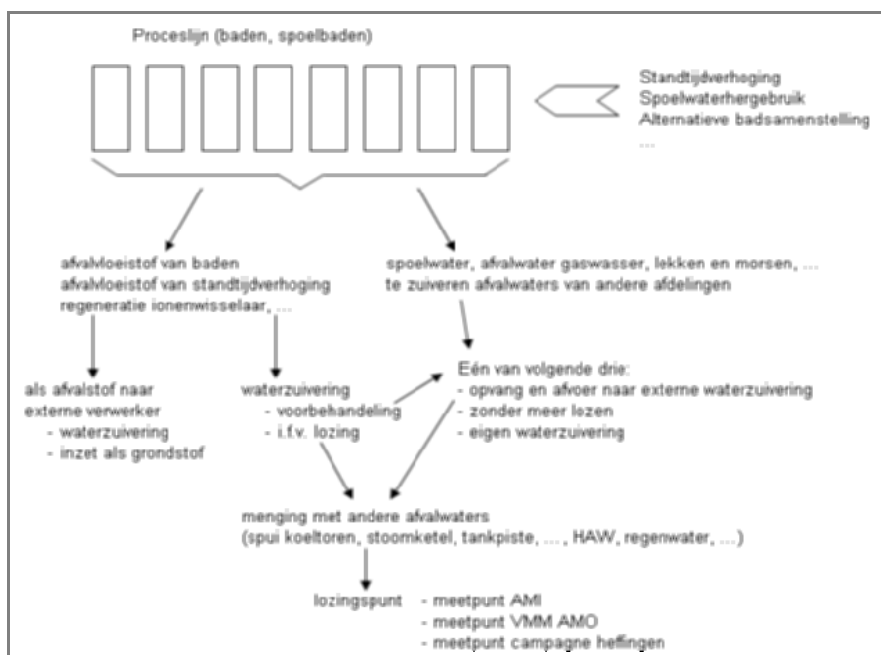 Proceslijn (baden, spoelbaden)
Standtijdverhoging
Spoelwaterhergebruik
Alternatieve badsamenstelling
...
afvalvloeistof van baden
afvalvloeistof van standtijdverhoging
regeneratie ionenwisselaar, ...
spoelwater, afvalwater gaswasser, lekken en morsen, ...
te zuiveren afvalwaters van andere afdelingen
als afvalstof naar
externe verwerker
- waterzuivering
- inzet als grondstof
waterzuivering
- voorbehandeling
- i.f.v. lozing
Eén van volgende drie:
- opvang en afvoer naar externe waterzuivering
- zonder meer lozen
- eigen waterzuivering
menging met andere afvalwaters
(spui koeltoren, stoomketel, tankpiste, ... , HAW, regenwater, ...)
lozingspunt - meetpunt AMI
- meetpunt VMM AMO
- meetpunt campagne heffingen